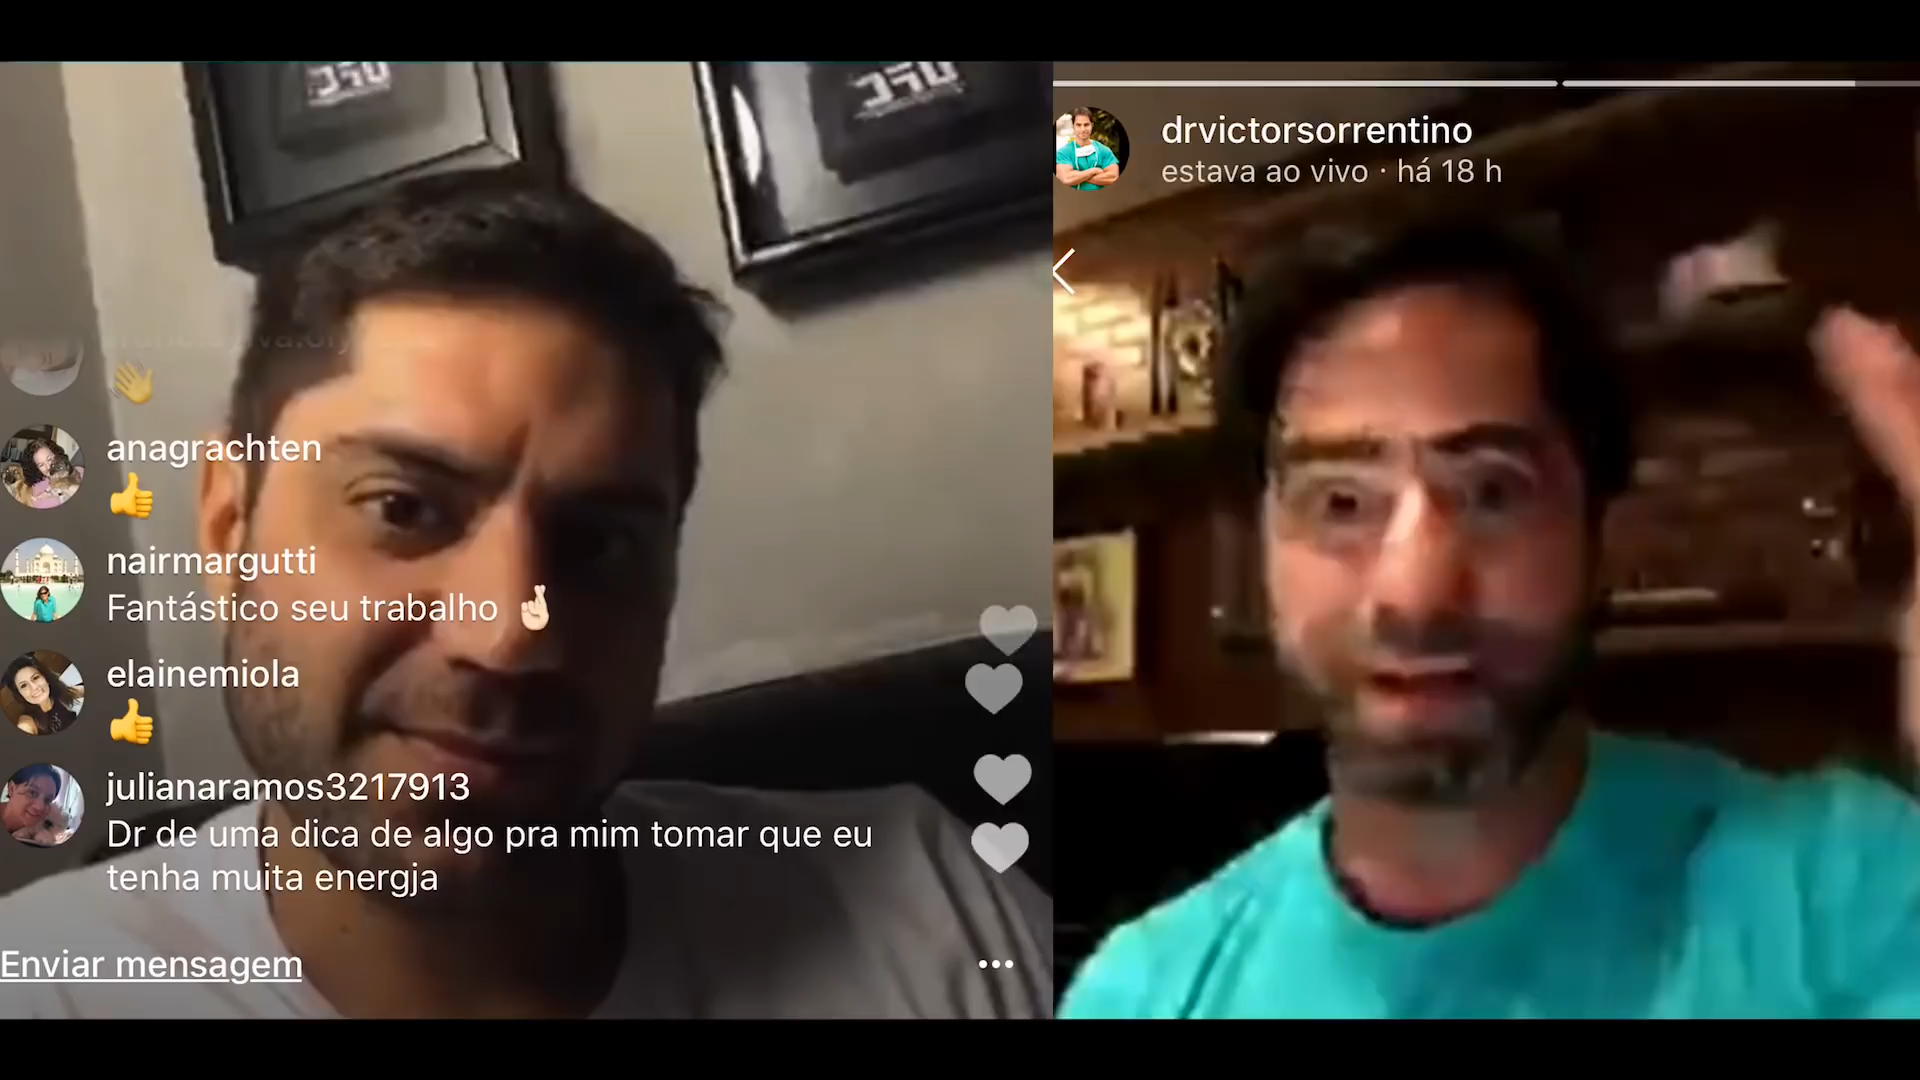 anagrachten
nairmargutti
Fantástico seu trabalho
elainemiola
julianaramos3217913
Dr de uma dica de algo pra mim tomar que eu
tenha muita energja
Enviar mensagem
drvictorsorrentino
estava ao vivo · há 18 h